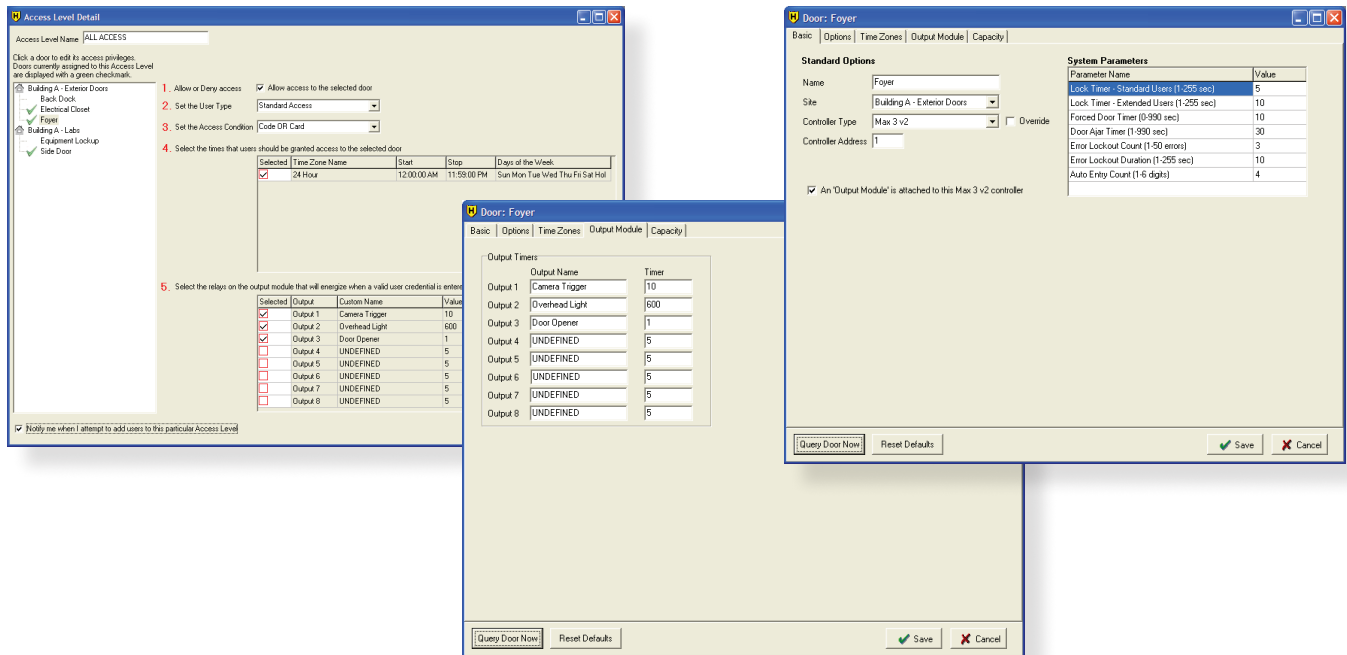 Access Level Detail
Access Level Name ALL ACCESS
Click a door to edit its access privileges.
Doors currently assigned to this Access Level
are displayed with a green checkmark.
Building A - Exterior Doors
Back Dock
Electrical Closet
Foyer
Building A - Labs
Equipment Lockup
Side Door
1. Allow or Deny access Allow access to the selected door
2. Set the User Type Standard Access
3. Set the Access Condition Code OR Card
4. Select the times that users should be granted access to the selected door
Selected Time Zone Name Start Stop Days of the Week
24 Hour 12:00:00 AM 11:59:00 PM Sun Mon Tue Wed Thu Fri Sat Hol
5. Select the relays on the output module that will energize when a valid user credential is entere
Selected Output Custom Name Value
Output 1 Camera Trigger 10
Output 2 Overhead Light 600
Output 3 Door Opener 1
Output 4 UNDEFINED 5
Output 5 UNDEFINED 5
Output 6 UNDEFINED 5
Output 7 UNDEFINED 5
Output 8 UNDEFINED 5
Notify me when I attempt to add users to this particular Access Level
Door: Foyer
Basic Options Time Zones Output Module Capacity
Output Timers
Output Name Timer
Output 1 Camera Trigger 10
Output 2 Overhead Light 600
Output 3 Door Opener 1
Output 4 UNDEFINED 5
Output 5 UNDEFINED 5
Output 6 UNDEFINED 5
Output 7 UNDEFINED 5
Output 8 UNDEFINED 5
Query Door Now Reset Defaults Save Cancel
Door: Foyer
Basic Options Time Zones Output Module Capacity
Standard Options
Name Foyer
Site Building A - Exterior Doors
Controller Type Max 3 v2 Override
Controller Address 1
An 'Output Module' is attached to this Max 3 v2 controller
System Parameters
Parameter Name Value
Lock Timer - Standard Users (1-255 sec) 5
Lock Timer - Extended Users (1-255 sec) 10
Forced Door Timer (0-990 sec) 10
Door Ajar Timer (1-990 sec) 30
Error Lockout Count (1-50 errors) 3
Error Lockout Duration (1-255 sec) 10
Auto Entry Count (1-6 digits) 4
Query Door Now Reset Defaults Save Cancel